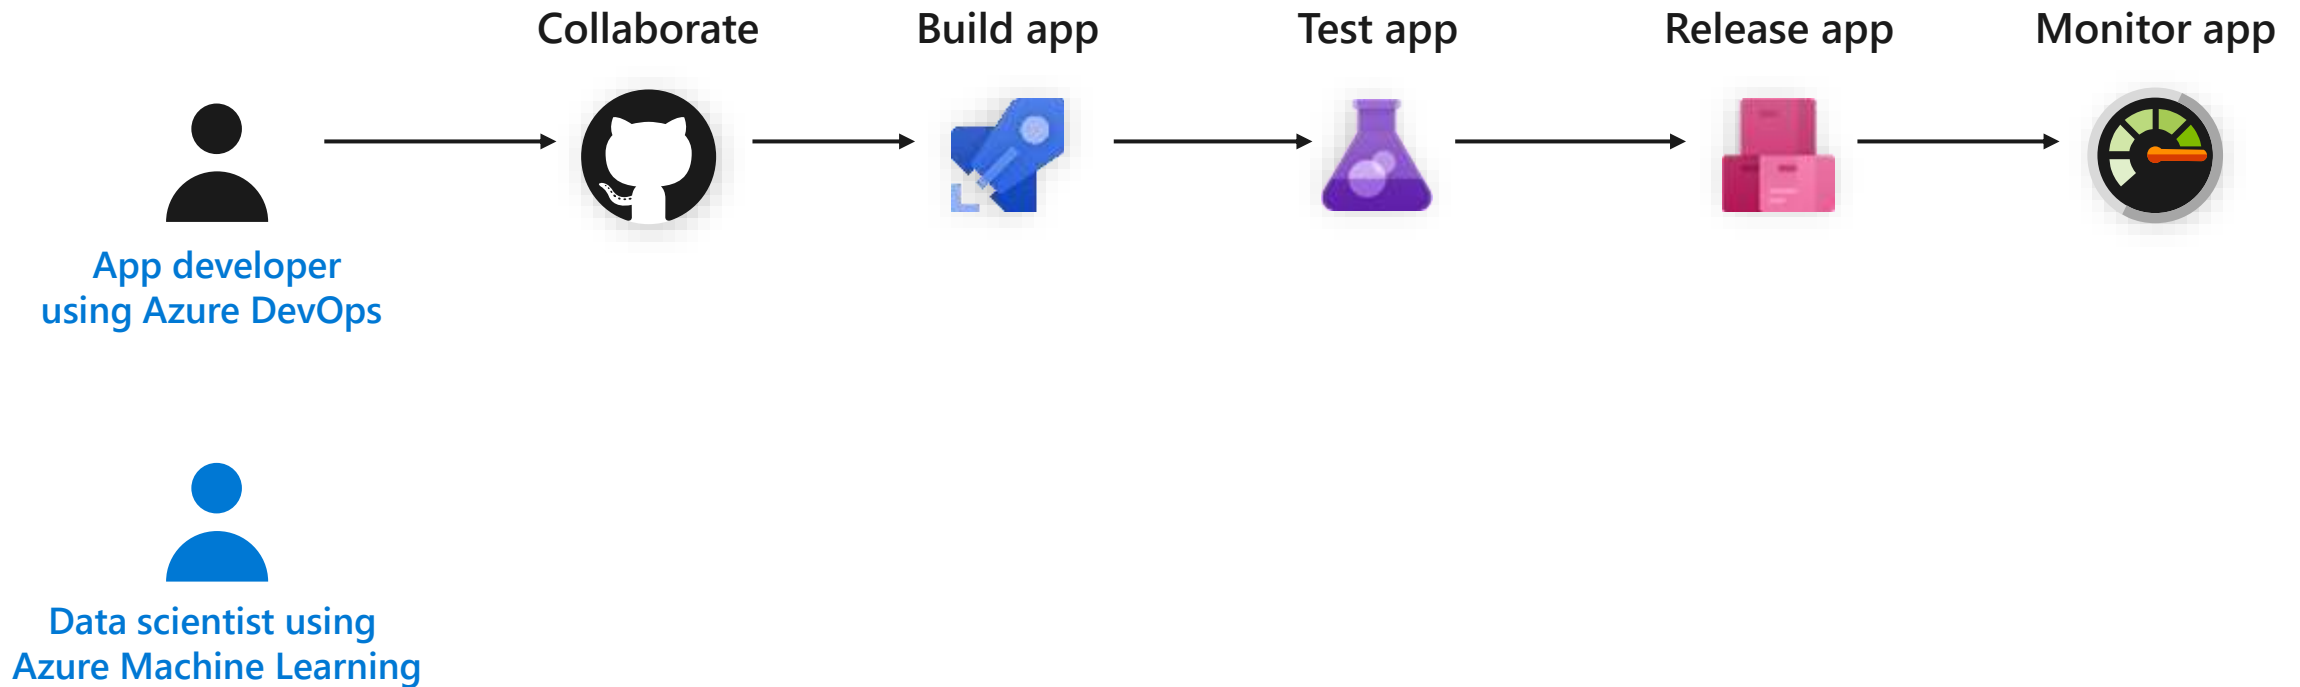 Collaborate
Build app
Test app
Release app
Monitor app
App developer
using Azure DevOps
Data scientist using
Azure Machine Learning